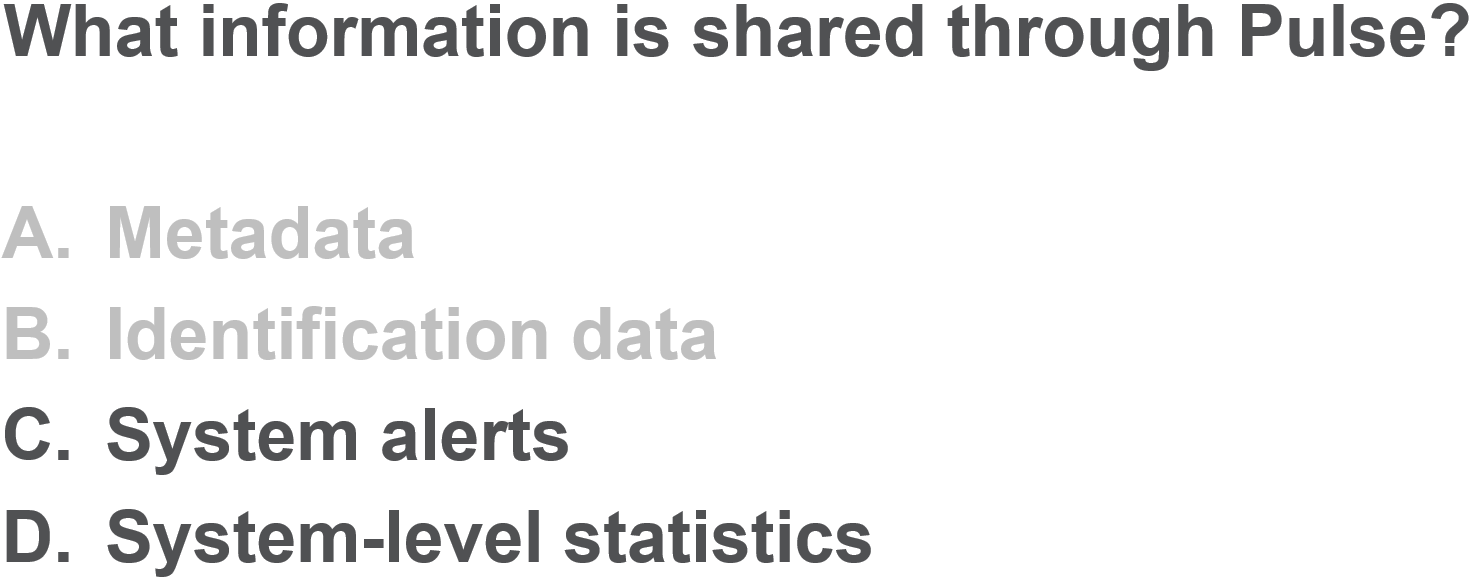 What information is shared through Pulse?
A. Metadata
B. Identification data
C. System alerts
D. System-level statistics